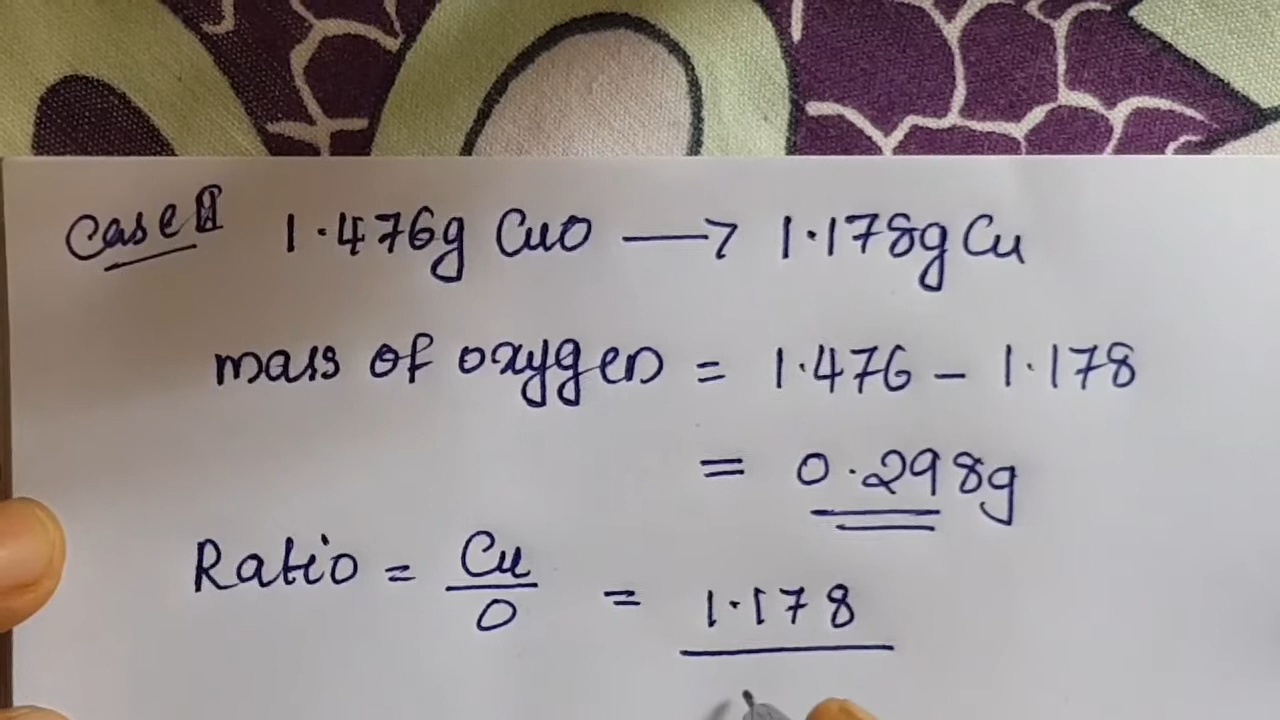 Case 1 1.476g CuO → 1.178g Cu
mass of oxygen = 1.476 - 1.178
= 0.298g
Ratio = Cu/O = 1.178